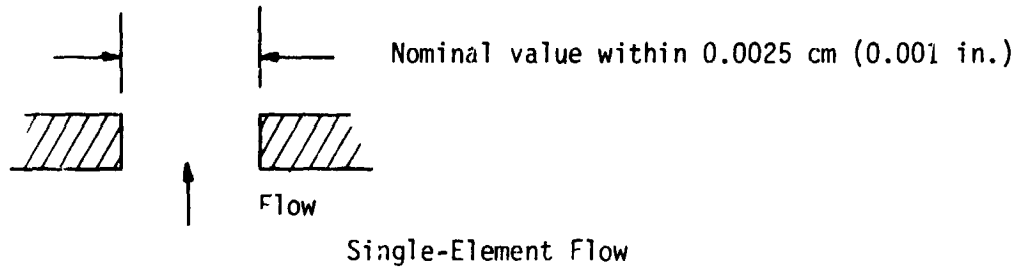 Nominal value within 0.0025 cm (0.001 in.)
Flow
Single-Element Flow